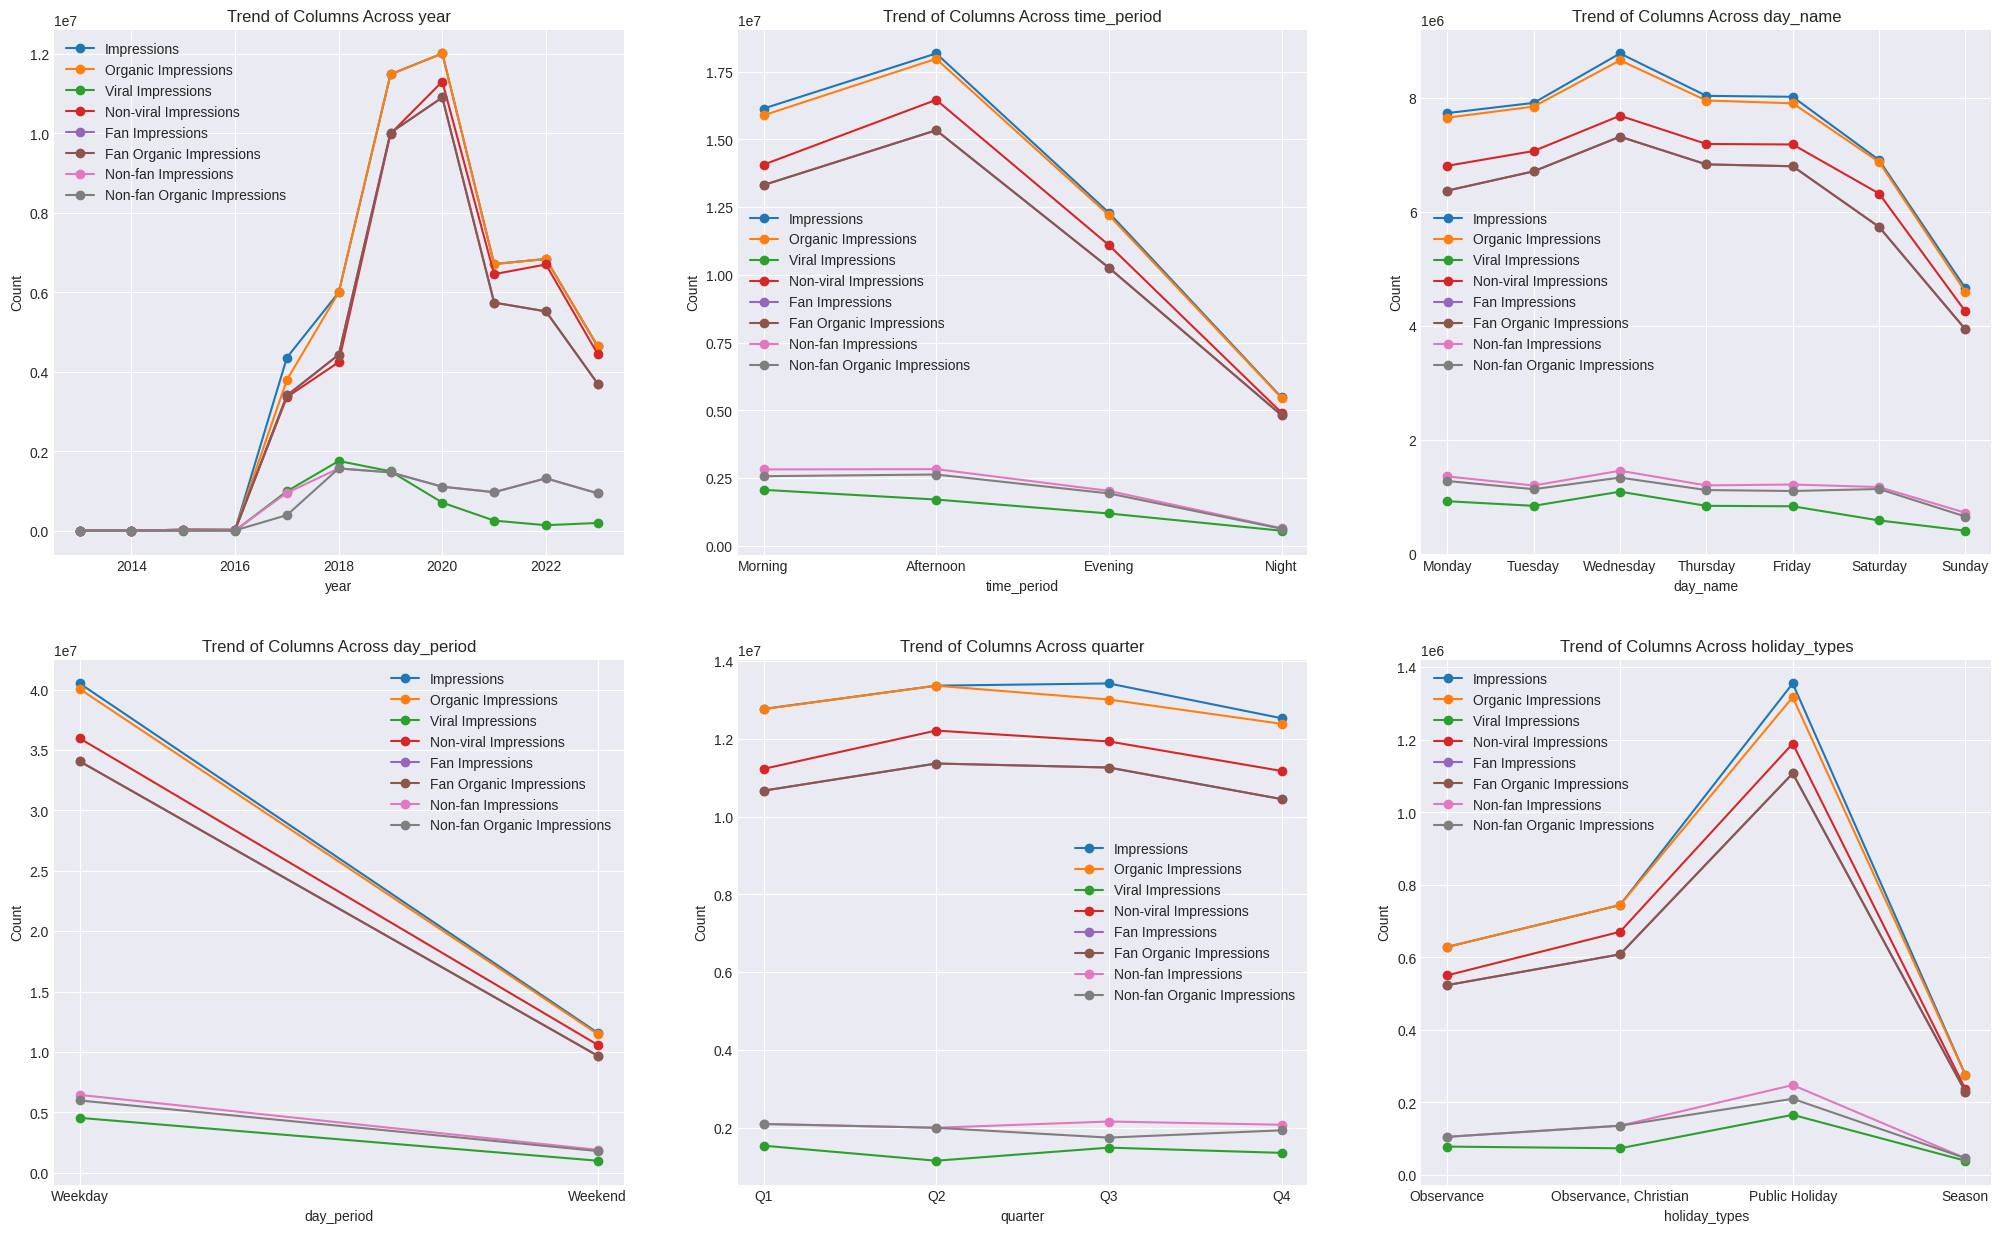 Trend of Columns Across year
1e7
Impressions
Organic Impressions
Viral Impressions
Non-viral Impressions
Fan Impressions
Fan Organic Impressions
Non-fan Impressions
Non-fan Organic Impressions
1.2
1.0
0.8
0.6
0.4
0.2
0.0
Count
2014 2016 2018 2020 2022
year
Trend of Columns Across time_period
1e7
Impressions
Organic Impressions
Viral Impressions
Non-viral Impressions
Fan Impressions
Fan Organic Impressions
Non-fan Impressions
Non-fan Organic Impressions
1.75
1.50
1.25
1.00
0.75
0.50
0.25
0.00
Count
Morning Afternoon Evening Night
time_period
Trend of Columns Across day_name
1e6
Impressions
Organic Impressions
Viral Impressions
Non-viral Impressions
Fan Impressions
Fan Organic Impressions
Non-fan Impressions
Non-fan Organic Impressions
8
6
4
2
0
Count
Monday Tuesday Wednesday Thursday Friday Saturday Sunday
day_name
Trend of Columns Across day_period
1e7
Impressions
Organic Impressions
Viral Impressions
Non-viral Impressions
Fan Impressions
Fan Organic Impressions
Non-fan Impressions
Non-fan Organic Impressions
4.0
3.5
3.0
2.5
2.0
1.5
1.0
0.5
0.0
Count
Weekday Weekend
day_period
Trend of Columns Across quarter
1e7
Impressions
Organic Impressions
Viral Impressions
Non-viral Impressions
Fan Impressions
Fan Organic Impressions
Non-fan Impressions
Non-fan Organic Impressions
1.4
1.2
1.0
0.8
0.6
0.4
0.2
Count
Q1 Q2 Q3 Q4
quarter
Trend of Columns Across holiday_types
1e6
Impressions
Organic Impressions
Viral Impressions
Non-viral Impressions
Fan Impressions
Fan Organic Impressions
Non-fan Impressions
Non-fan Organic Impressions
1.4
1.2
1.0
0.8
0.6
0.4
0.2
0.0
Count
Observance Observance, Christian Public Holiday Season
holiday_types